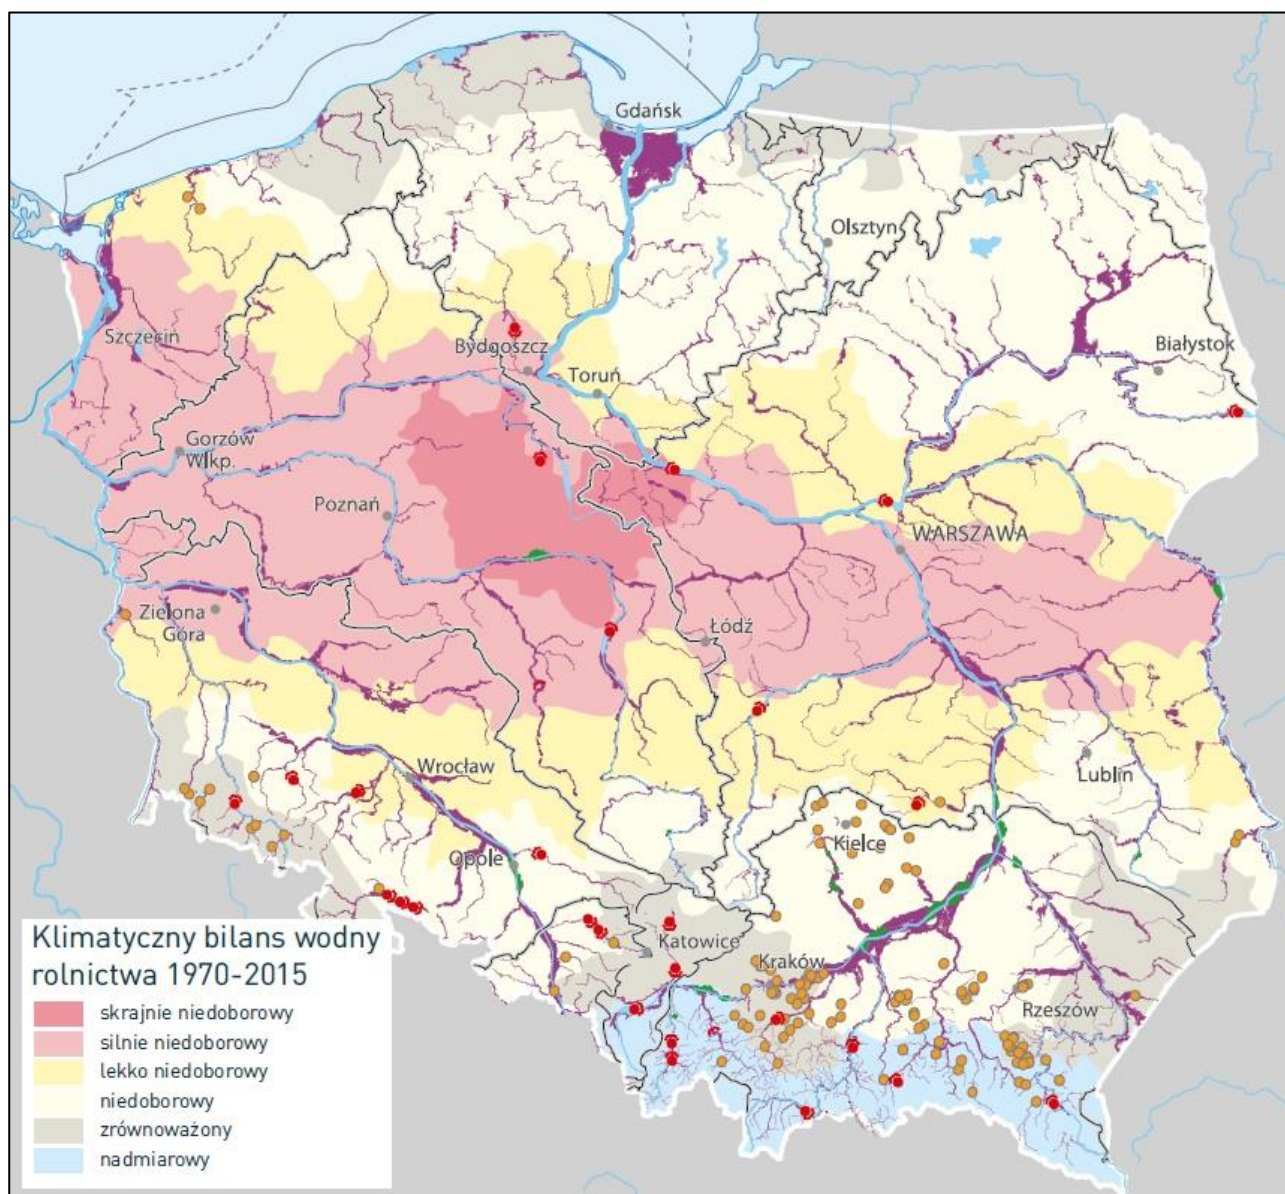 Gdańsk
Olsztyn
Szczecin
Bydgoszcz
Białystok
Toruń
Gorzów
Wlkp.
Poznań
WARSZAWA
Zielona
Góra
Łódź
Wrocław
Lublin
Kielce
Opole
Katowice
Kraków
Rzeszów
Klimatyczny bilans wodny
rolnictwa 1970-2015
skrajnie niedoborowy
silnie niedoborowy
lekko niedoborowy
niedoborowy
zrównoważony
nadmiarowy